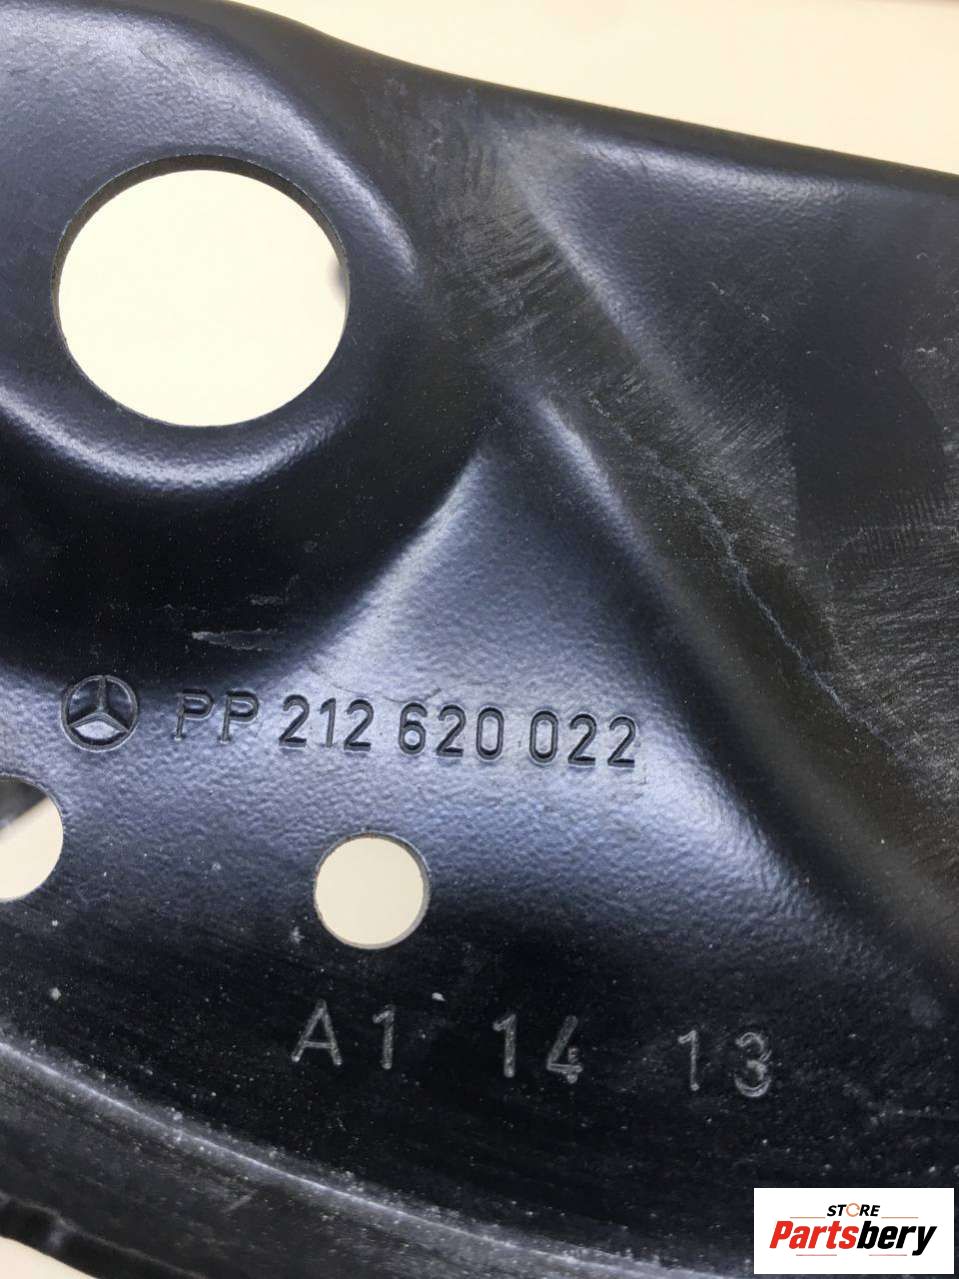 PP 212 620 022
A1 14 13
STORE
Partsbery